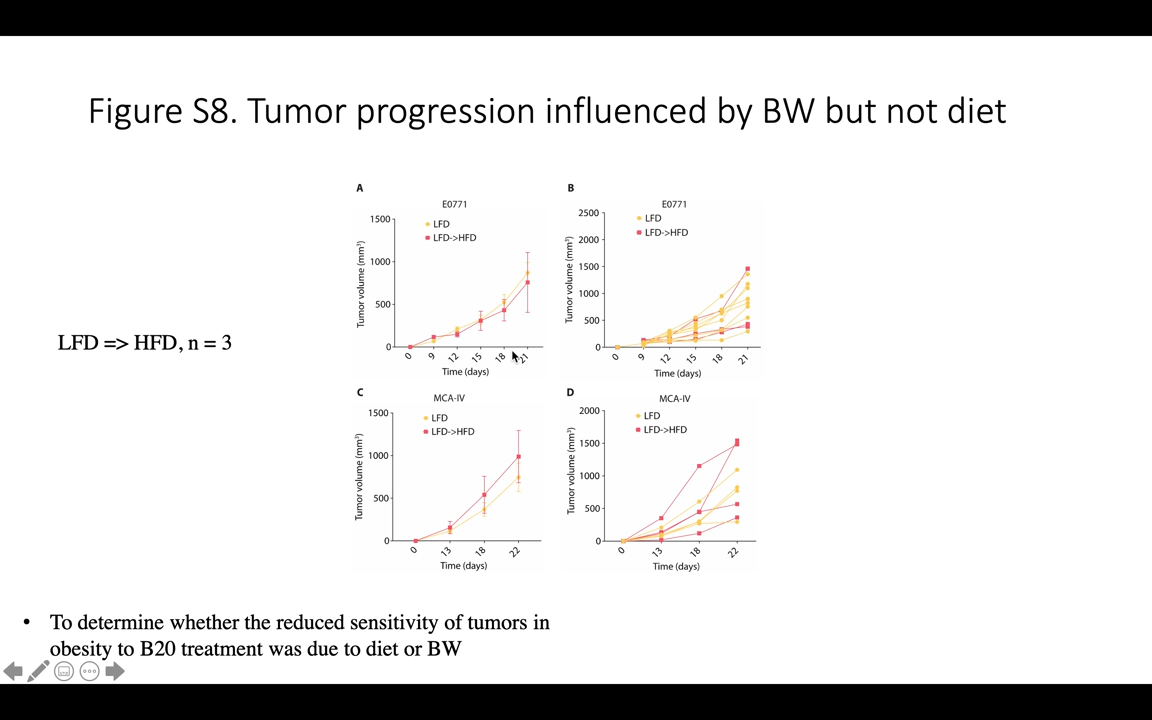 Figure S8. Tumor progression influenced by BW but not diet
LFD => HFD, n = 3
A
E0771
LFD
LFD->HFD
Tumor volume (mm³)
1500
1000
500
0
0 9 12 15 18 21
Time (days)
B
E0771
LFD
LFD->HFD
Tumor volume (mm³)
2500
2000
1500
1000
500
0
0 9 12 15 18 21
Time (days)
C
MCA-IV
LFD
LFD->HFD
Tumor volume (mm³)
1500
1000
500
0
0 13 18 22
Time (days)
D
MCA-IV
LFD
LFD->HFD
Tumor volume (mm³)
2000
1500
1000
500
0
0 13 18 22
Time (days)
• To determine whether the reduced sensitivity of tumors in
obesity to B20 treatment was due to diet or BW